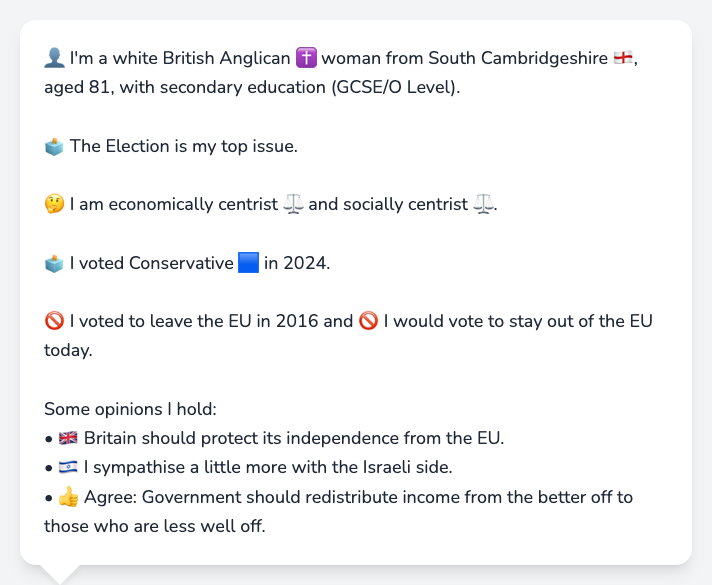 👤 I'm a white British Anglican ✝️ woman from South Cambridgeshire 🏴󠁧󠁢󠁥󠁮󠁧󠁿,
aged 81, with secondary education (GCSE/O Level).
🗳️ The Election is my top issue.
🤔 I am economically centrist ⚖️ and socially centrist ⚖️.
🗳️ I voted Conservative 🟦 in 2024.
🚫 I voted to leave the EU in 2016 and 🚫 I would vote to stay out of the EU
today.
Some opinions I hold:
• 🇬🇧 Britain should protect its independence from the EU.
• 🇮🇱 I sympathise a little more with the Israeli side.
• 👍 Agree: Government should redistribute income from the better off to
those who are less well off.